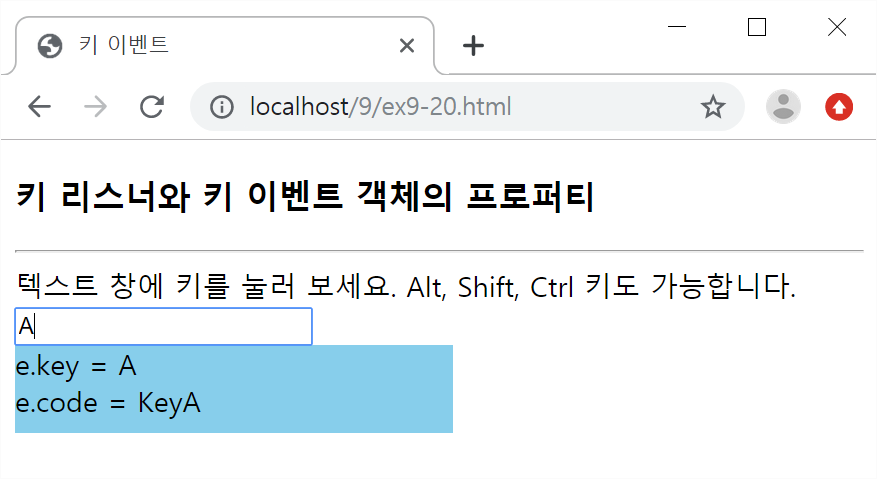 키 이벤트
localhost/9/ex9-20.html
키 리스너와 키 이벤트 객체의 프로퍼티
텍스트 창에 키를 눌러 보세요. Alt, Shift, Ctrl 키도 가능합니다.
A
e.key = A
e.code = KeyA